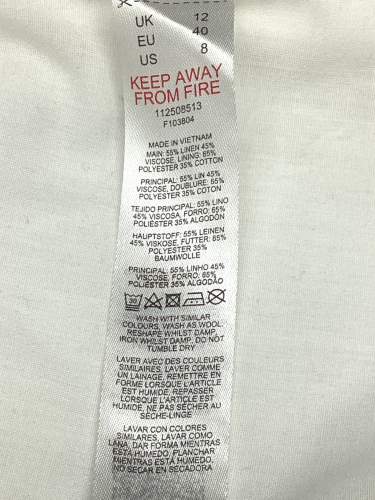 UK 12
EU 40
US 8
KEEP AWAY
FROM FIRE
112508513
F103804
MADE IN VIETNAM
MAIN: 55% LINEN 45%
VISCOSE, LINING: 65%
POLYESTER 35% COTTON
PRINCIPAL: 55% LIN 45%
VISCOSE, DOUBLURE: 65%
POLYESTER 35% COTON
TEJIDO PRINCIPAL: 55% LINO
45% VISCOSA, FORRO: 65%
POLIÉSTER 35% ALGODÓN
HAUPTSTOFF: 55% LEINEN
45% VISKOSE, FUTTER: 65%
POLYESTER 35%
BAUMWOLLE
PRINCIPAL: 55% LINHO 45%
VISCOSE, FORRO: 65%
POLIÉSTER 35% ALGODÃO
30
WASH WITH SIMILAR
COLOURS, WASH AS WOOL,
RESHAPE WHILST DAMP,
IRON WHILST DAMP, DO NOT
TUMBLE DRY
LAVER AVEC DES COULEURS
SIMILAIRES, LAVER COMME
UN LAINAGE, REMETTRE EN
FORME LORSQUE L'ARTICLE
EST HUMIDE, REPASSER
LORSQUE L'ARTICLE EST
HUMIDE, NE PAS SÉCHER AU
SÈCHE-LINGE
LAVAR CON COLORES
SIMILARES, LAVAR COMO
LANA, DAR FORMA MIENTRAS
ESTÁ HÚMEDO, PLANCHAR
MIENTRAS ESTÁ HÚMEDO,
NO SECAR EN SECADORA